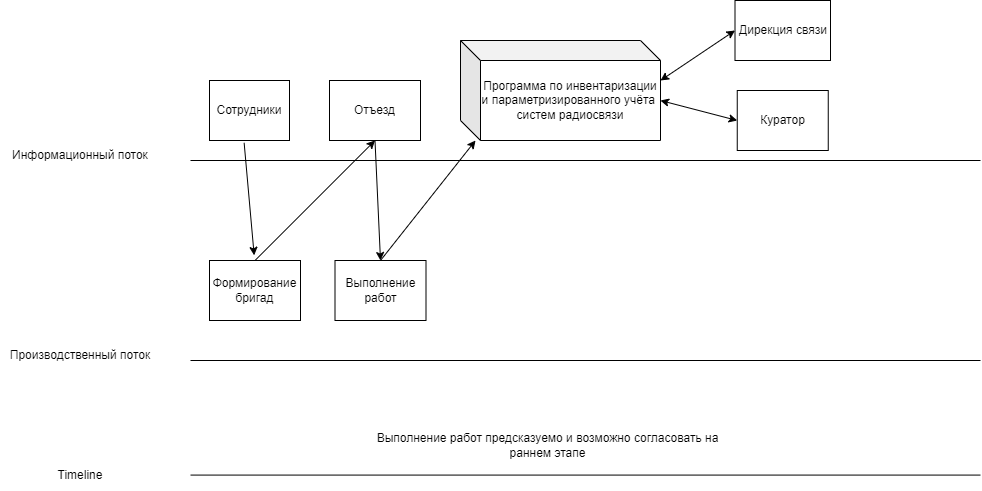 Дирекция связи
Программа по инвентаризации
и параметризированного учёта
систем радиосвязи
Сотрудники
Отъезд
Куратор
Информационный поток
Формирование
бригад
Выполнение
работ
Производственный поток
Выполнение работ предсказуемо и возможно согласовать на
раннем этапе
Timeline